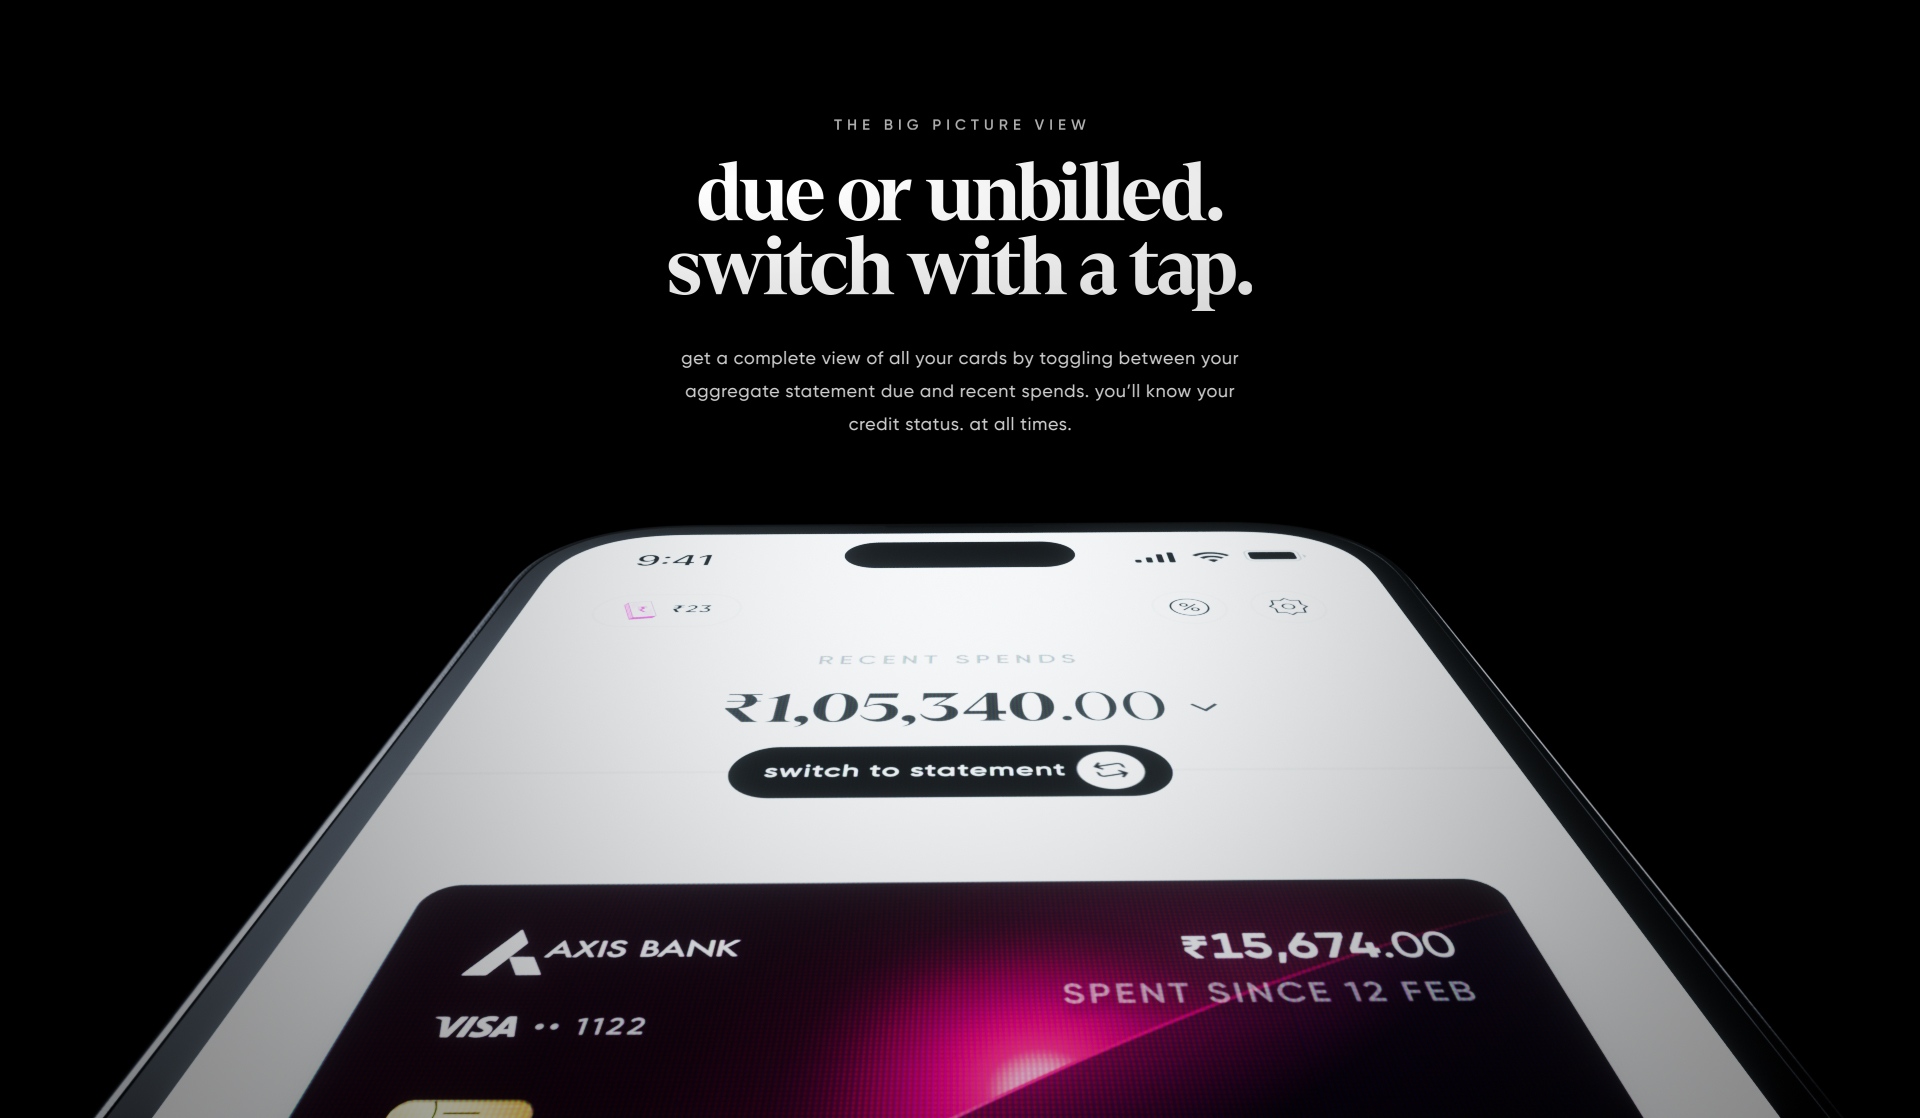 THE BIG PICTURE VIEW
due or unbilled.
switch with a tap.
get a complete view of all your cards by toggling between your
aggregate statement due and recent spends. you’ll know your
credit status. at all times.
9:41
₹23
RECENT SPENDS
₹1,05,340.00
switch to statement
AXIS BANK
₹15,674.00
SPENT SINCE 12 FEB
VISA •• 1122